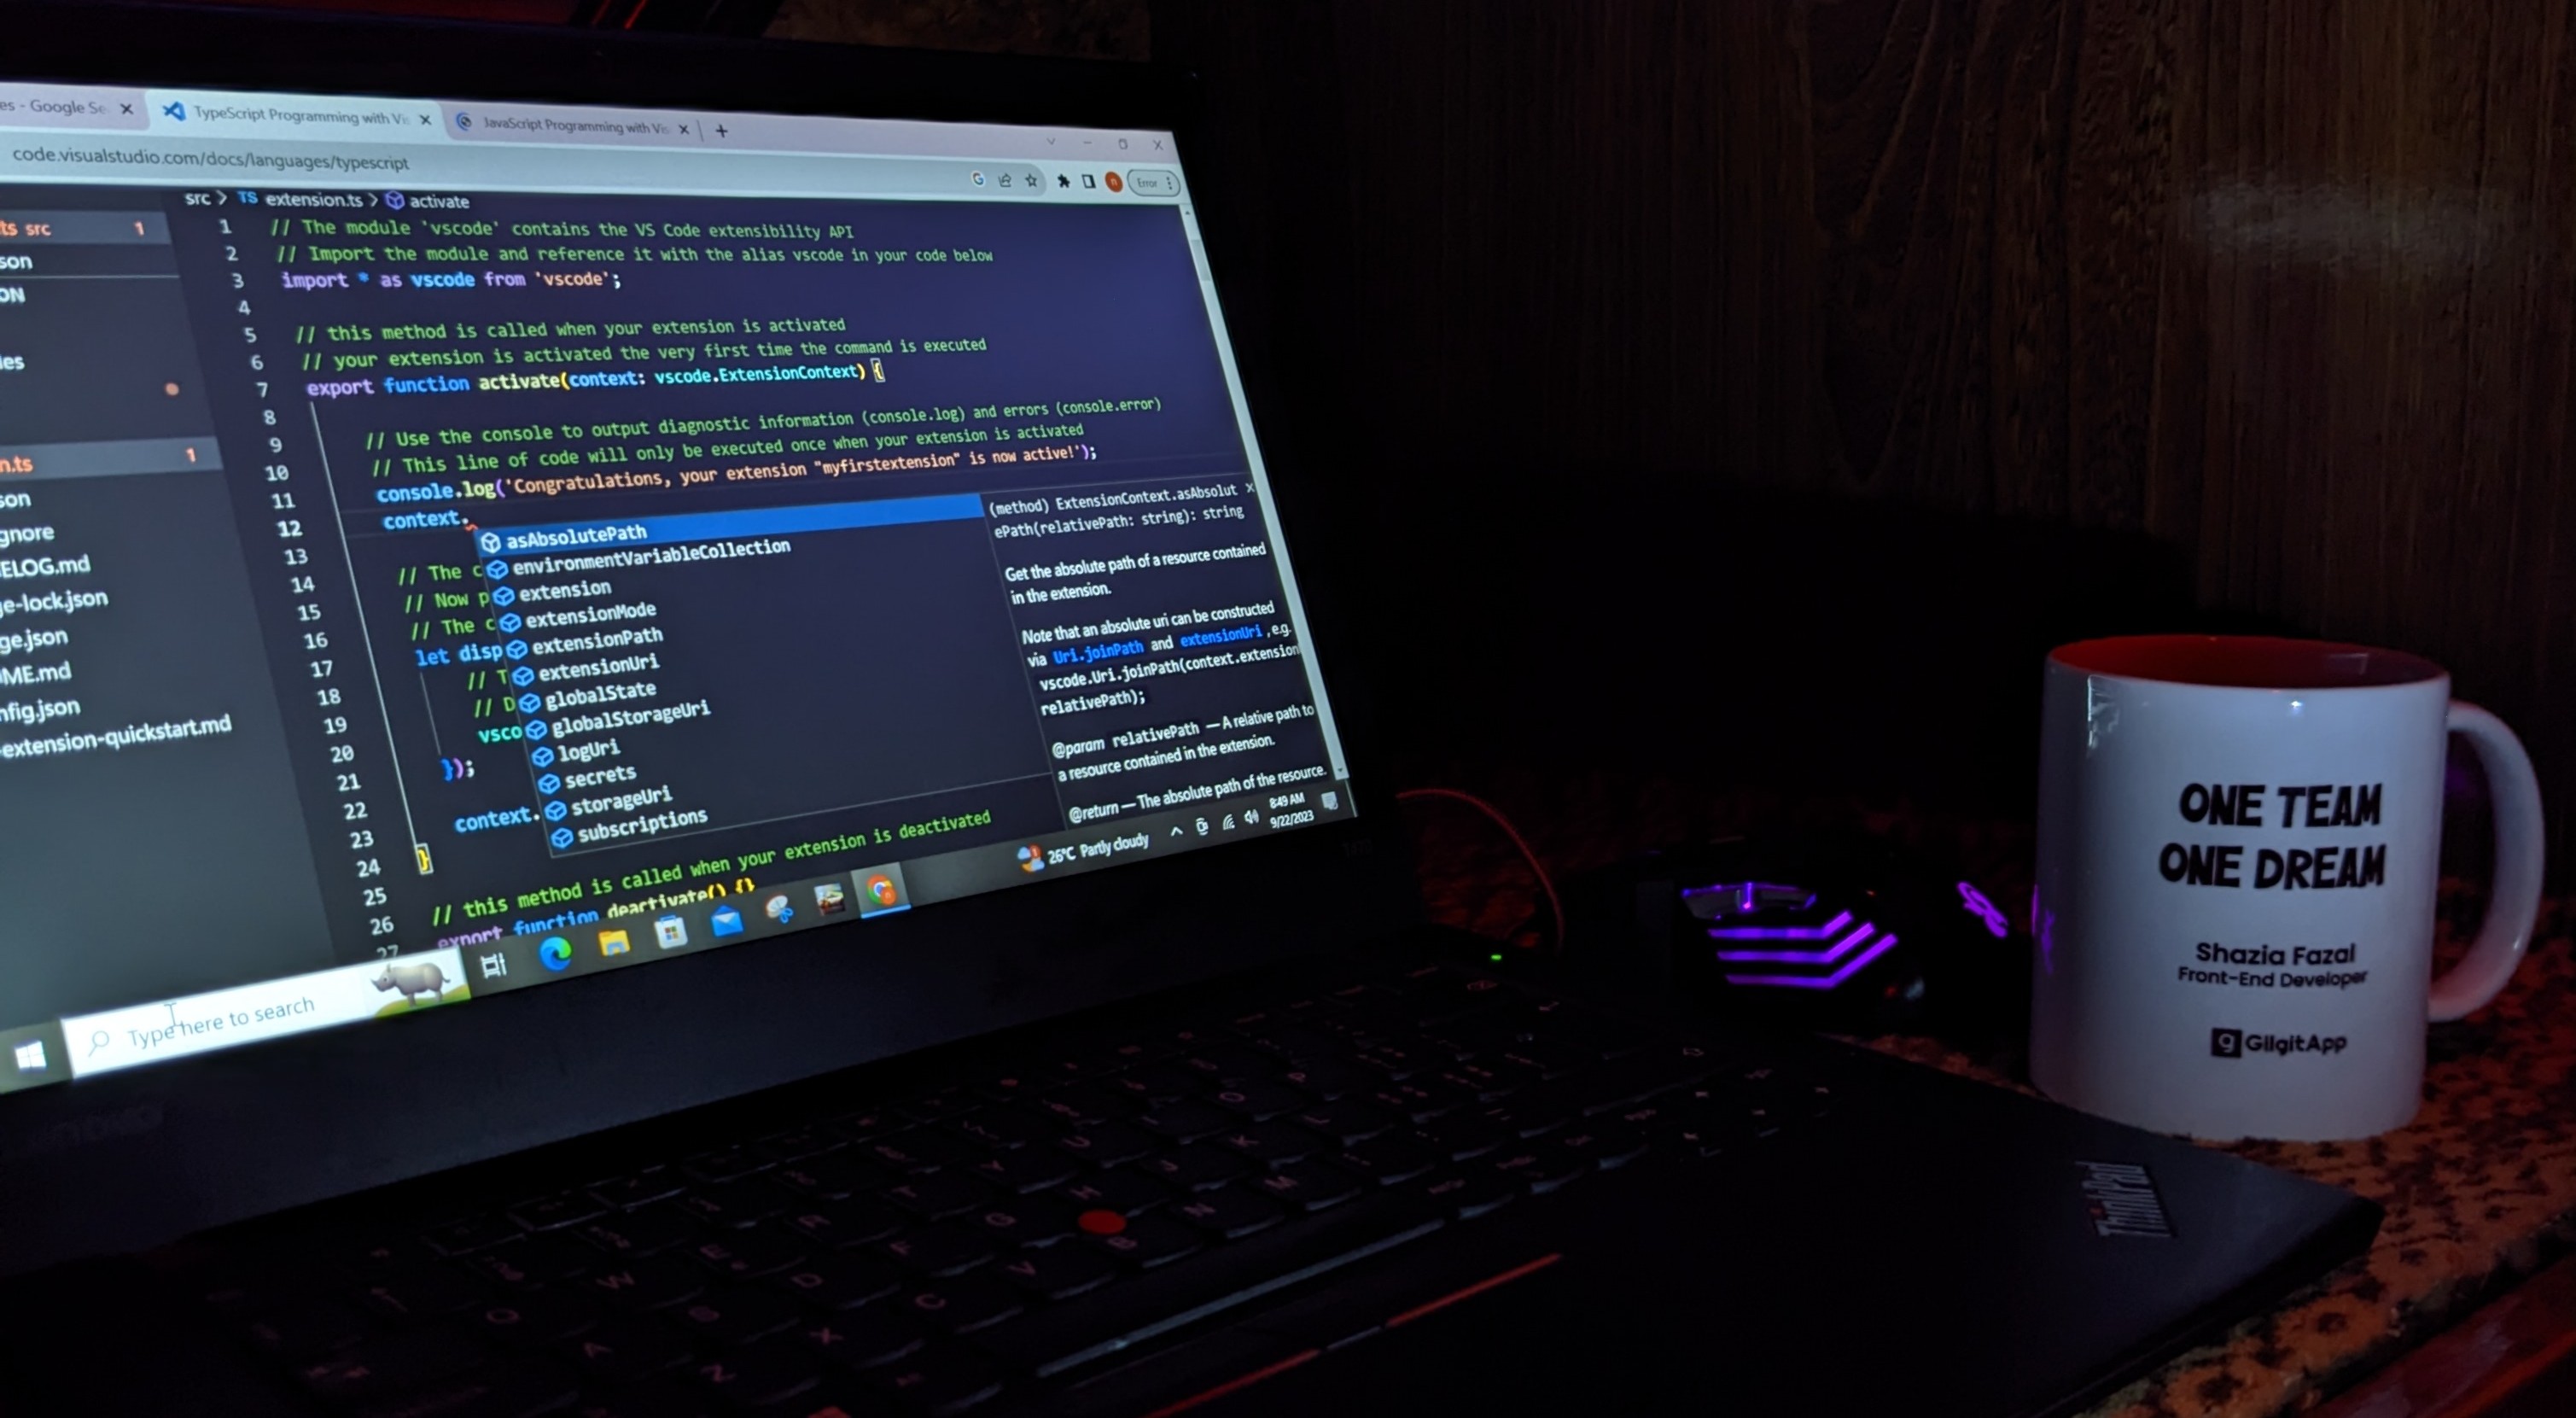 es - Google Se
TypeScript Programming with Vis
JavaScript Programming with Vis
code.visualstudio.com/docs/languages/typescript
Error
src > TS extension.ts > activate
ts src 1
son
ON
les
n.ts 1
son
gnore
ELOG.md
e-lock.json
ge.json
ME.md
nfig.json
-extension-quickstart.md
1 // The module 'vscode' contains the VS Code extensibility API
2 // Import the module and reference it with the alias vscode in your code below
3 import * as vscode from 'vscode';
4
5 // this method is called when your extension is activated
6 // your extension is activated the very first time the command is executed
7 export function activate(context: vscode.ExtensionContext) {
8
9 // Use the console to output diagnostic information (console.log) and errors (console.error)
10 // This line of code will only be executed once when your extension is activated
11 console.log('Congratulations, your extension "myfirstextension" is now active!');
12 context.
13
14 // The c
15 // Now p
16 // The c
17 let disp
18 // T
19 // D
20 vsco
21 });
22
23 context.
24 }
25
26 // this method is called when your extension is deactivated
27 export function deactivate() {}
asAbsolutePath
environmentVariableCollection
extension
extensionMode
extensionPath
extensionUri
globalState
globalStorageUri
logUri
secrets
storageUri
subscriptions
(method) ExtensionContext.asAbsolut
ePath(relativePath: string): string
Get the absolute path of a resource contained
in the extension.
Note that an absolute uri can be constructed
via Uri.joinPath and extensionUri, e.g.
vscode.Uri.joinPath(context.extension
relativePath);
@param relativePath — A relative path to
a resource contained in the extension.
@return — The absolute path of the resource.
Type here to search
26°C Partly cloudy
8:49 AM
9/22/2023
ONE TEAM
ONE DREAM
Shazia Fazal
Front-End Developer
g GilgitApp
ThinkPad